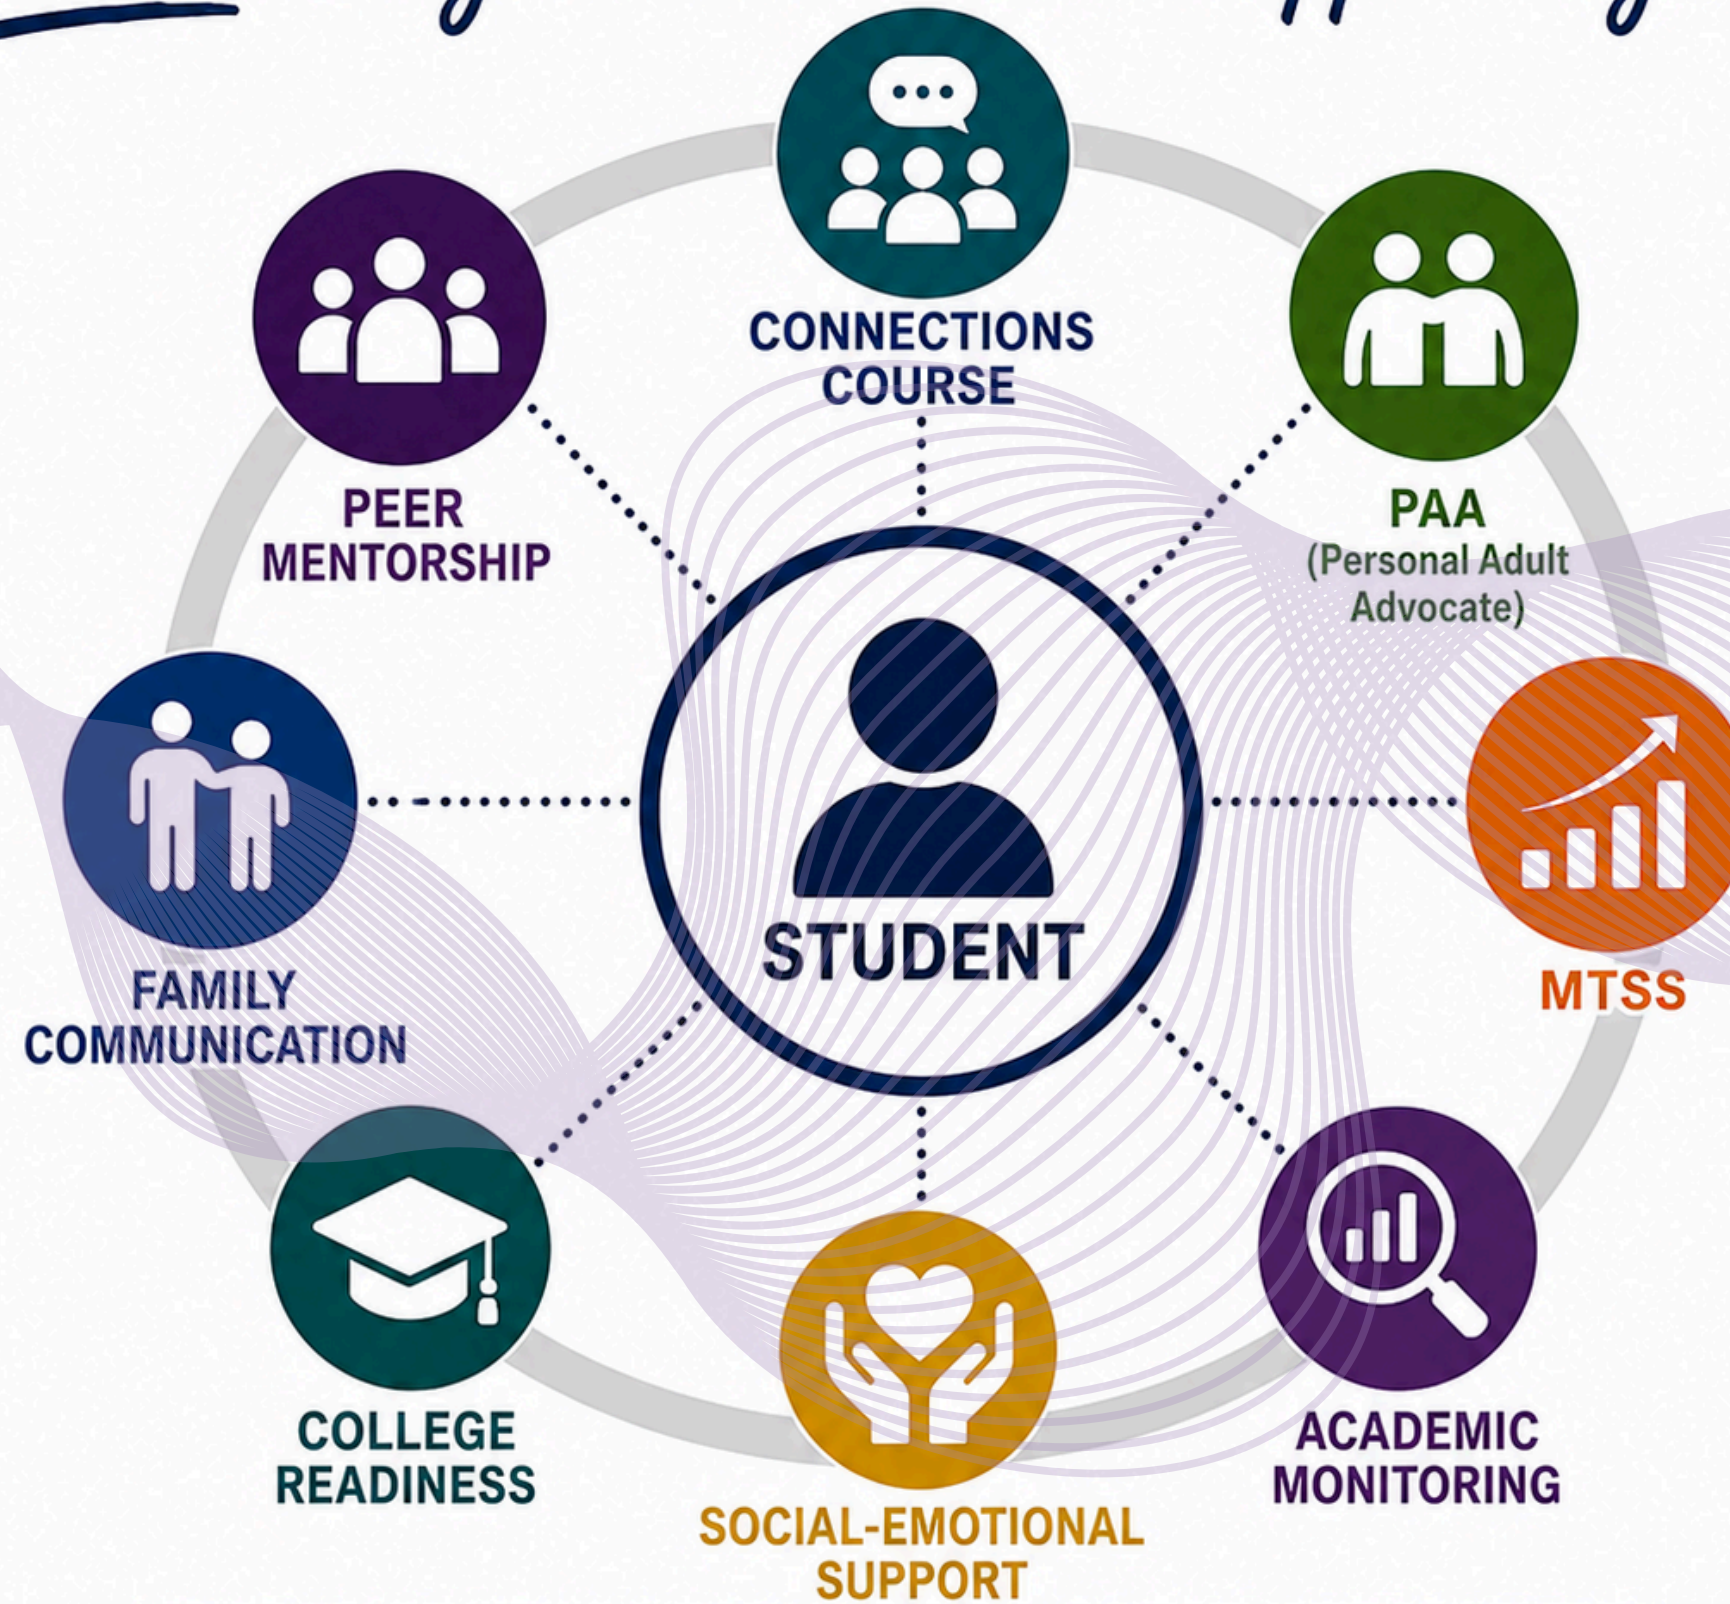 CONNECTIONS
COURSE
PEER
MENTORSHIP
PAA
(Personal Adult
Advocate)
STUDENT
FAMILY
COMMUNICATION
MTSS
COLLEGE
READINESS
ACADEMIC
MONITORING
SOCIAL-EMOTIONAL
SUPPORT